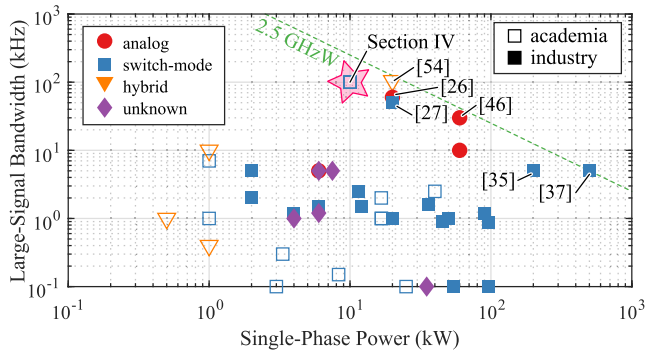 Large-Signal Bandwidth (kHz)
10³
10²
10¹
10⁰
10⁻¹
analog
switch-mode
hybrid
unknown
2.5 GHzW
Section IV
academia
industry
[54]
[26]
[46]
[27]
[35]
[37]
10⁻¹ 10⁰ 10¹ 10² 10³
Single-Phase Power (kW)